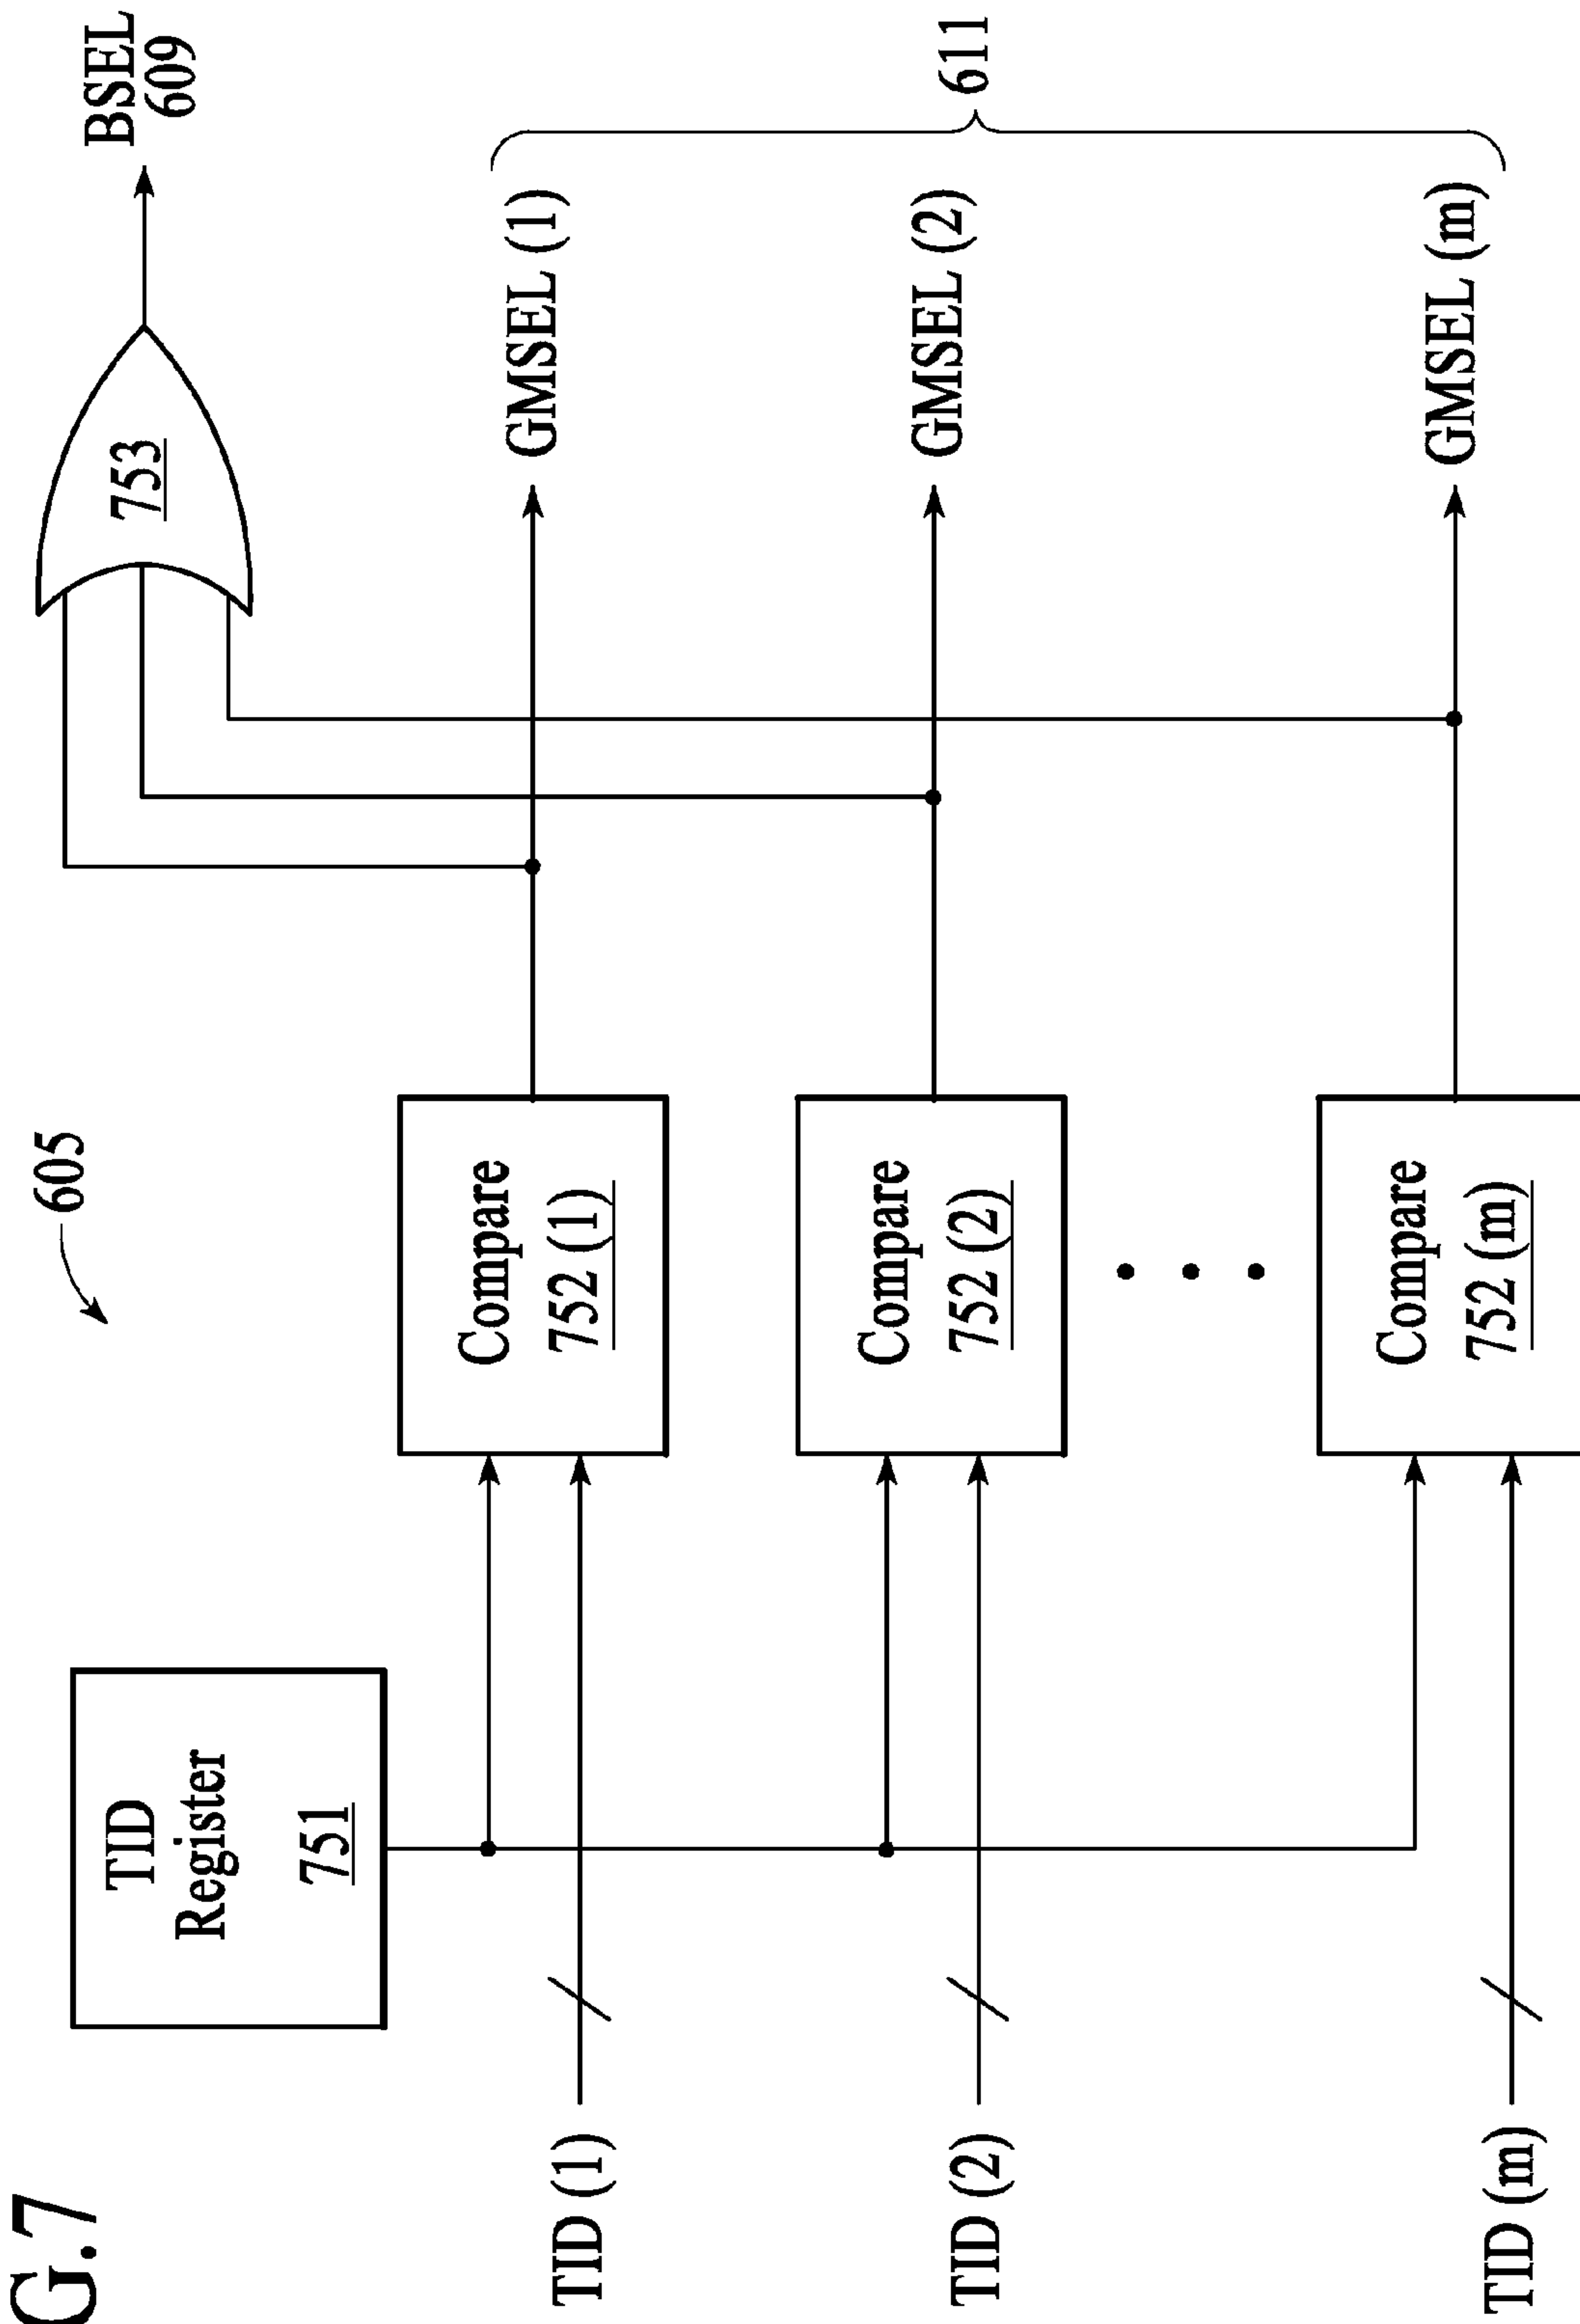 G.7
605
BSEL
609
TID
Register
751
753
TID (1)
Compare
752 (1)
GMSEL (1)
TID (2)
Compare
752 (2)
GMSEL (2)
611
TID (m)
Compare
752 (m)
GMSEL (m)